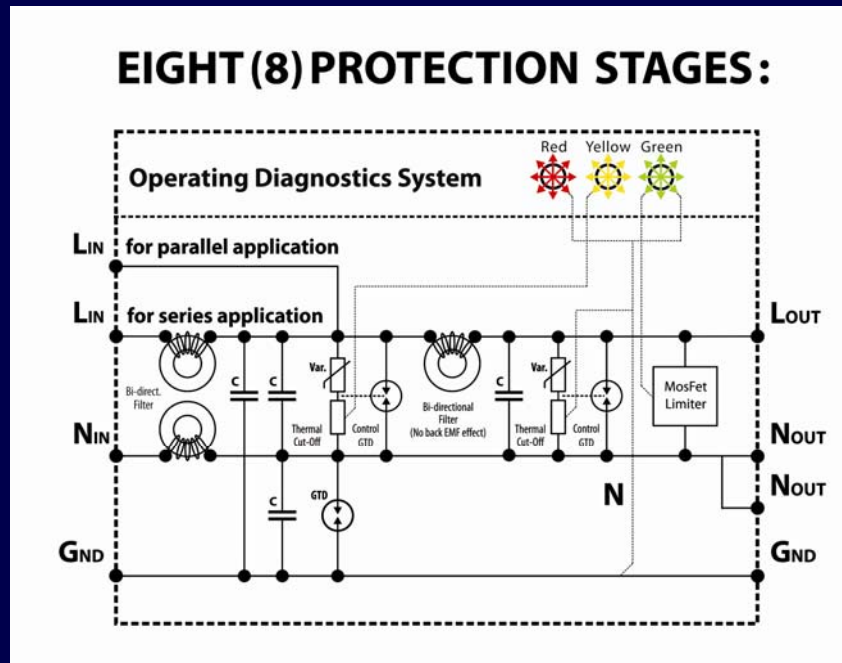 EIGHT (8) PROTECTION STAGES:
Red Yellow Green
Operating Diagnostics System
LIN for parallel application
LIN for series application
LOUT
Bi-direct.
Filter
C
C
Var.
Thermal
Cut-Off
Control
GTD
Bi-directional
Filter
(No back EMF effect)
C
Var.
Thermal
Cut-Off
Control
GTD
MosFet
Limiter
NIN
NOUT
C
GTD
N
NOUT
GND
GND